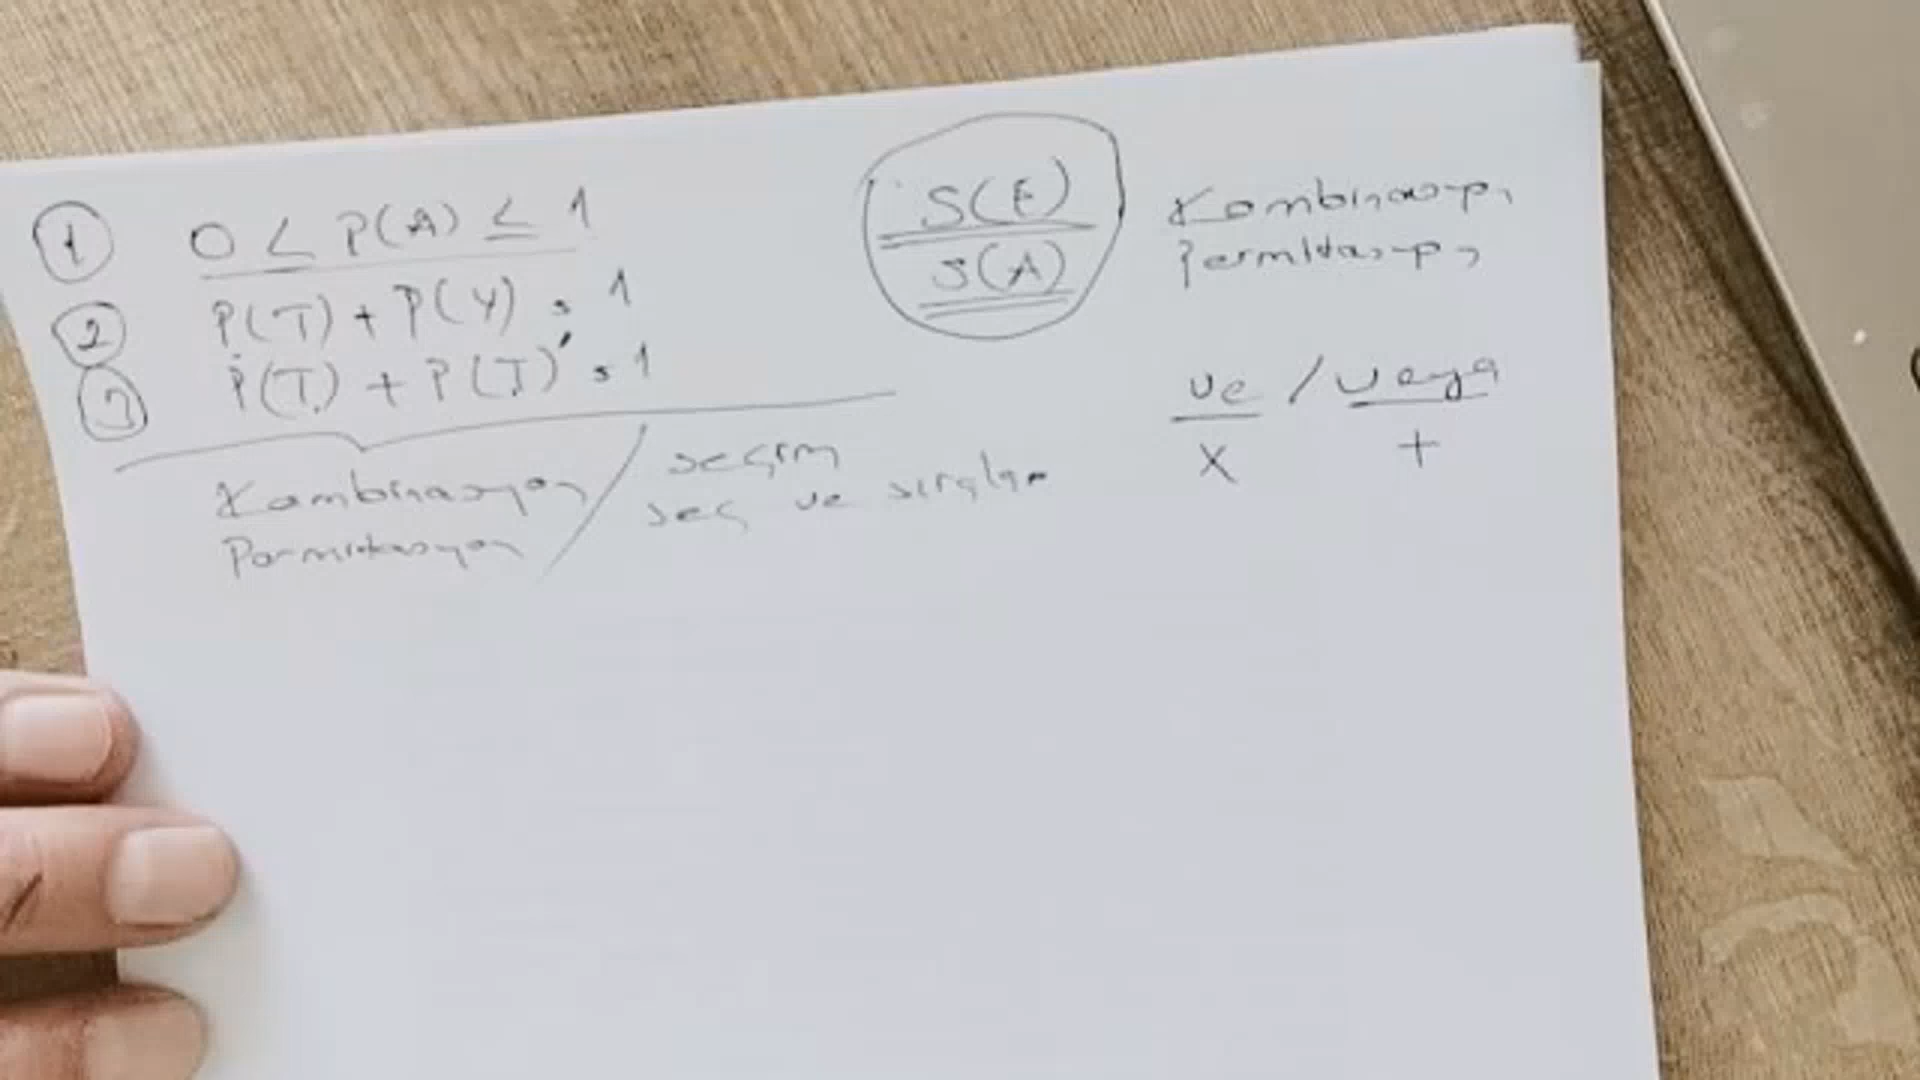 1 0 ≤ P(A) ≤ 1
2 P(T) + P(Y) = 1
3 P(T) + P(T)' = 1
S(E)
S(A)
Kombinasyon
Permütasyon
ve / veya
x +
Kombinasyon / seçim
Permütasyon seç ve sırala